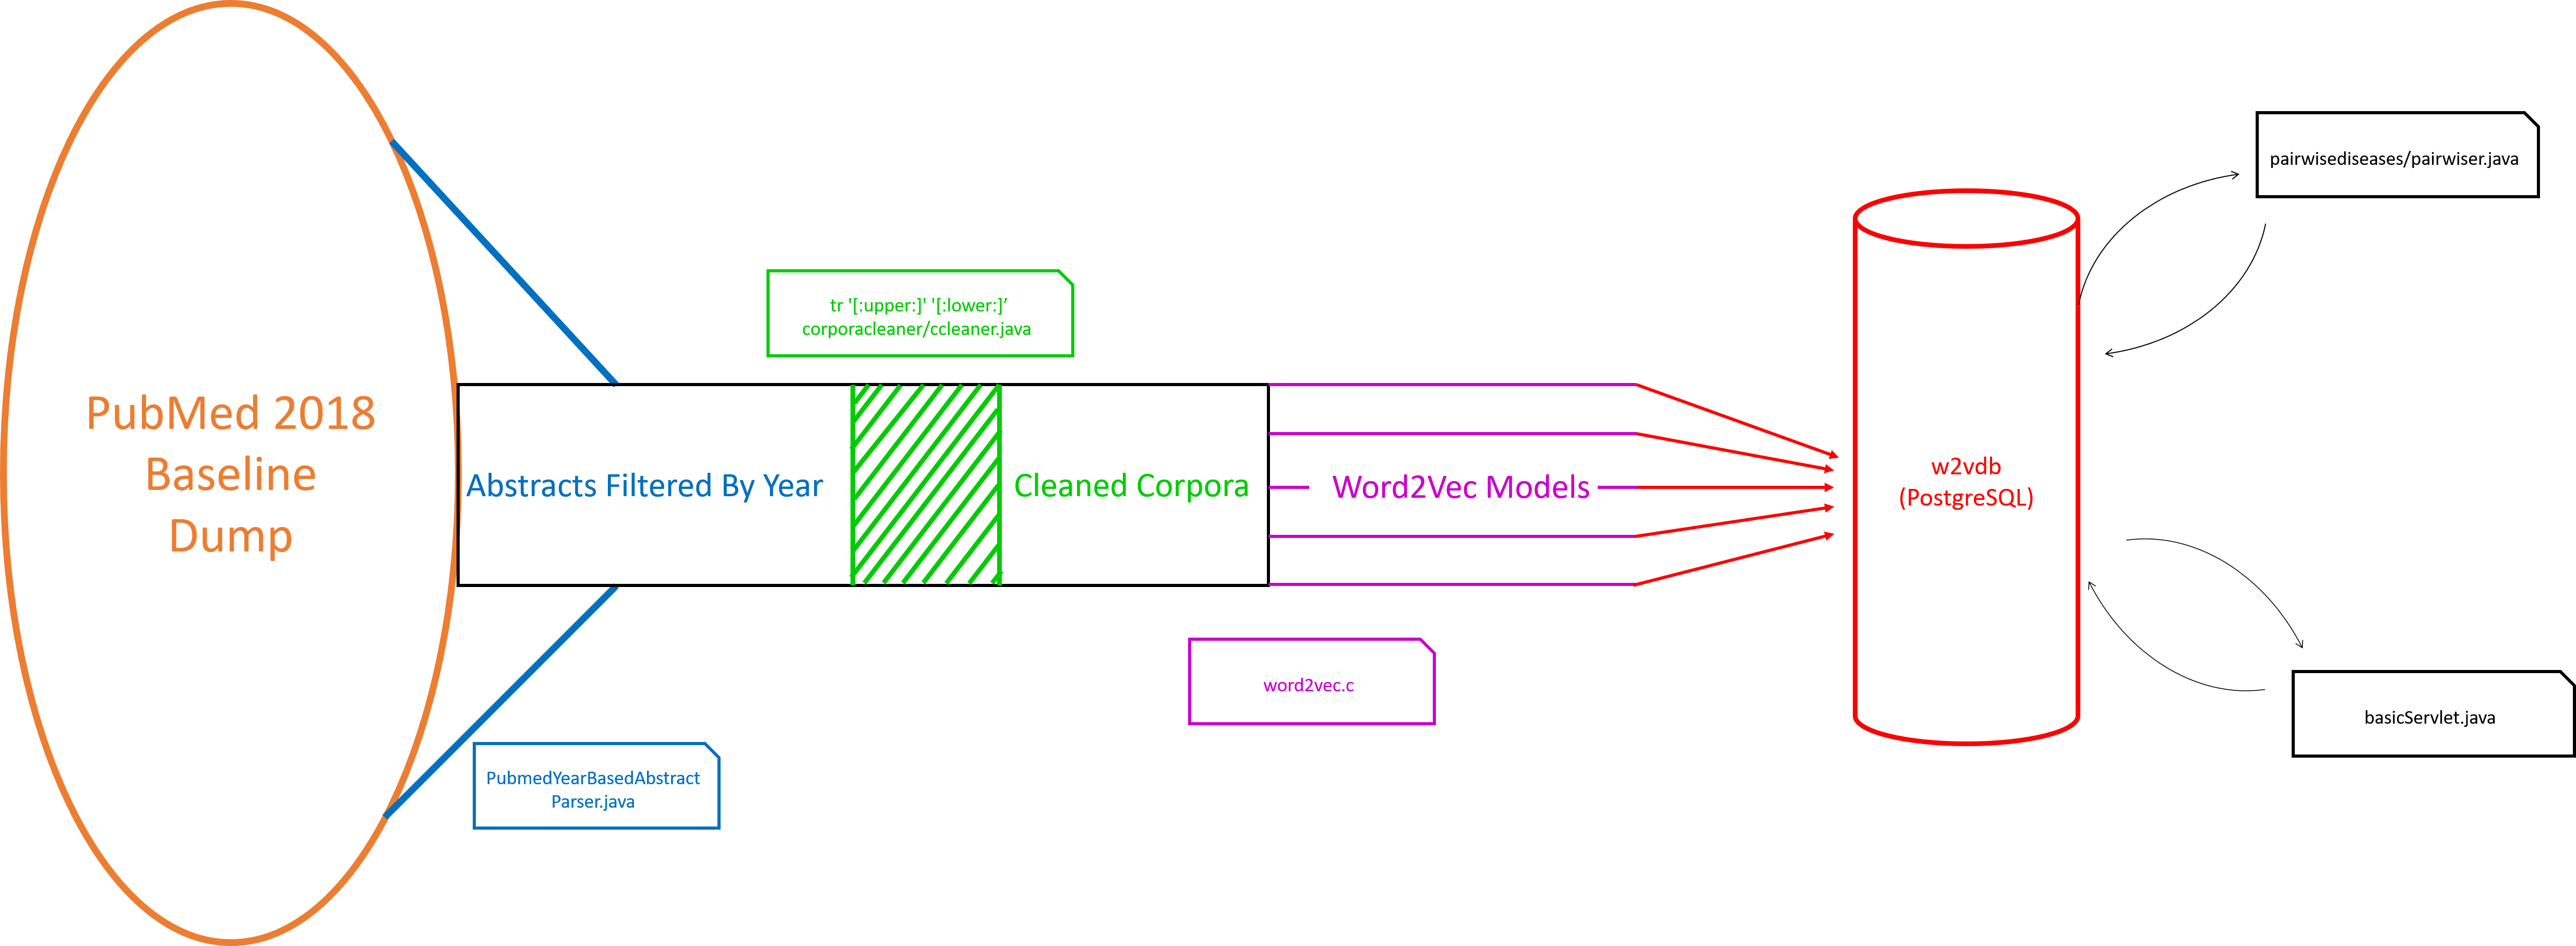 PubMed 2018
Baseline
Dump
Abstracts Filtered By Year
PubmedYearBasedAbstract
Parser.java
tr '[:upper:]' '[:lower:]’
corporacleaner/ccleaner.java
Cleaned Corpora
Word2Vec Models
word2vec.c
w2vdb
(PostgreSQL)
pairwisediseases/pairwiser.java
basicServlet.java